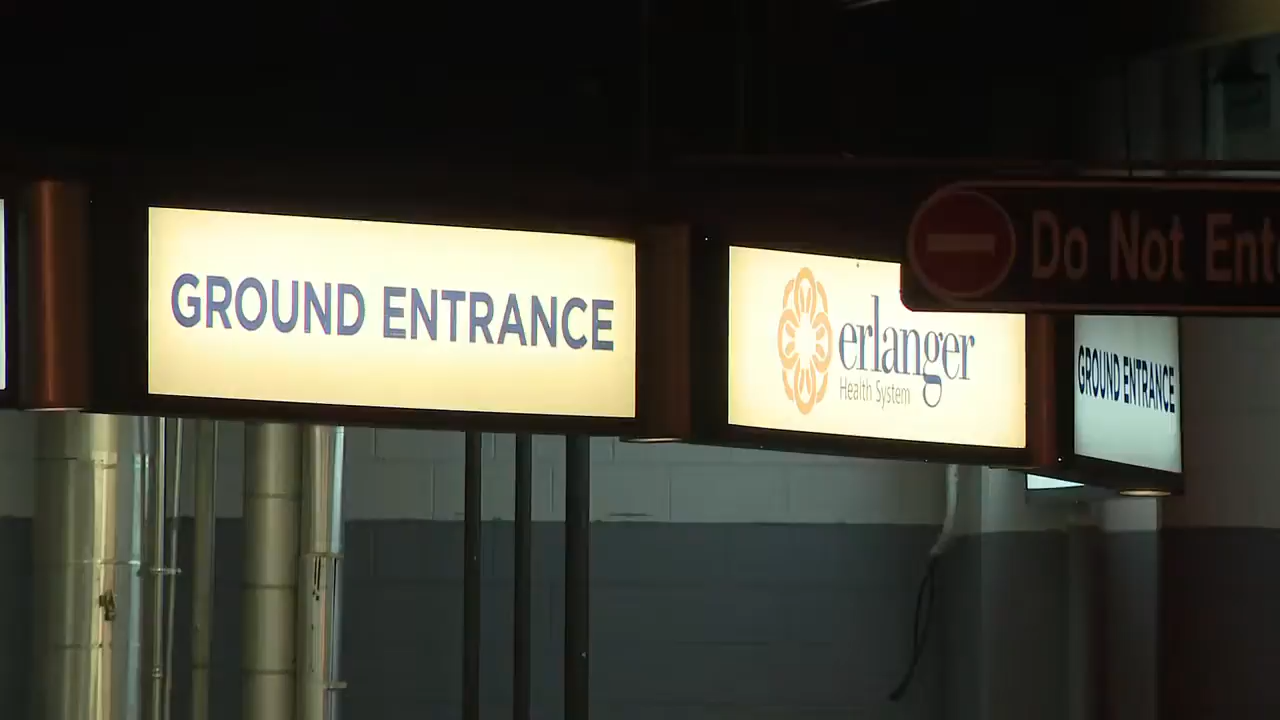 GROUND ENTRANCE
erlanger
Health System
Do Not Ent
GROUND ENTRANCE